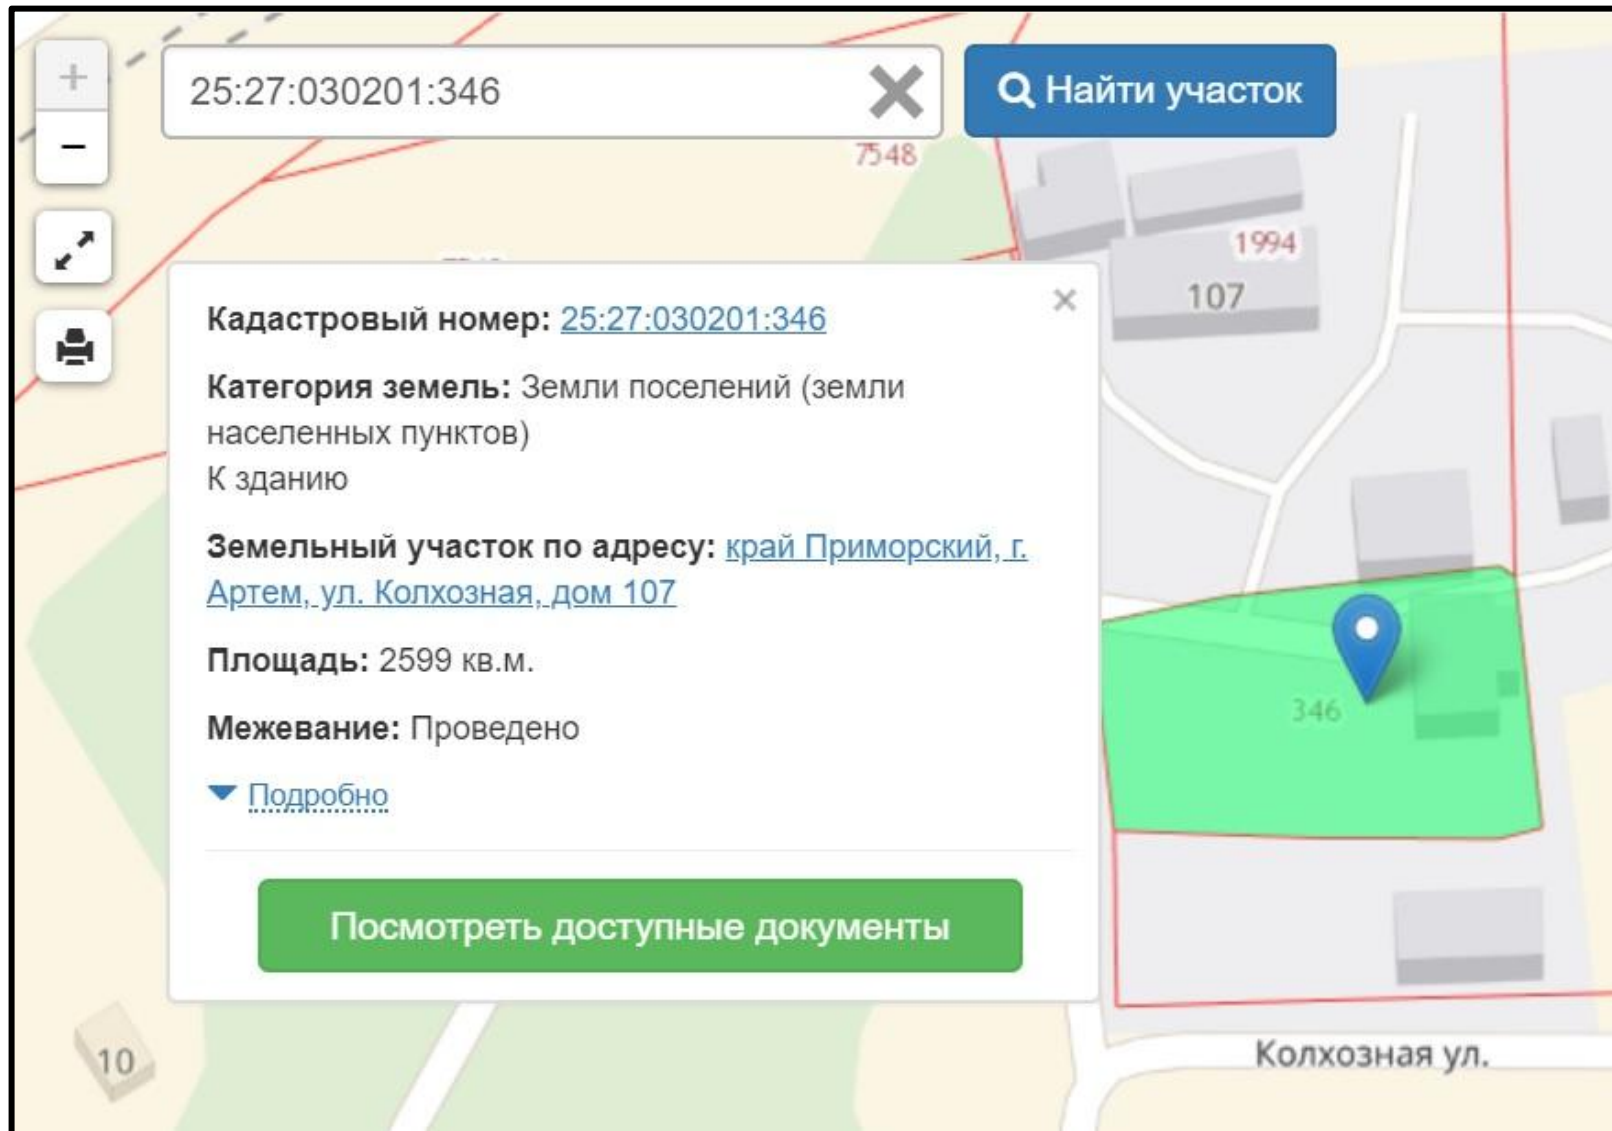 25:27:030201:346
Найти участок
7548
1994
107
Кадастровый номер: 25:27:030201:346
Категория земель: Земли поселений (земли
населенных пунктов)
К зданию
Земельный участок по адресу: край Приморский, г.
Артем, ул. Колхозная, дом 107
Площадь: 2599 кв.м.
Межевание: Проведено
Подробно
Посмотреть доступные документы
346
10
Колхозная ул.